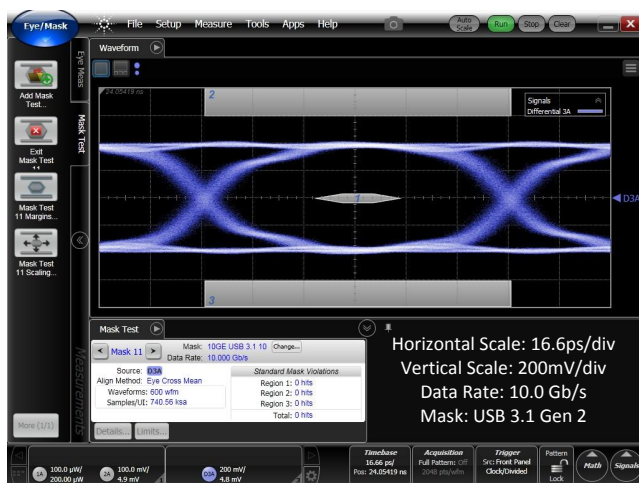 Eye/Mask
File Setup Measure Tools Apps Help
Auto Scale
Run
Stop
Clear
Waveform
Eye Meas
Mask Test
Add Mask
Test...
Exit
Mask Test
11
Mask Test
11 Margins...
Mask Test
11 Scaling...
More (1/1)
Measurements
24.05419 ns
2
Signals
Differential 3A
1
D3A
3
Mask Test
Mask 11
Mask: 10GE USB 3.1 10 Change...
Data Rate: 10.000 Gb/s
Source: D3A
Align Method: Eye Cross Mean
Waveforms: 600 wfm
Samples/UI: 740.56 ksa
Standard Mask Violations
Region 1: 0 hits
Region 2: 0 hits
Region 3: 0 hits
Total: 0 hits
Details...
Limits...
Horizontal Scale: 16.6ps/div
Vertical Scale: 200mV/div
Data Rate: 10.0 Gb/s
Mask: USB 3.1 Gen 2
1A 100.0 µW/
200.00 µW
2A 100.0 mV/
4.9 mV
D3A 200 mV/
4.8 mV
Timebase
16.66 ps/
Pos: 24.05419 ns
Acquisition
Full Pattern: Off
2048 pts/wfm
Trigger
Src: Front Panel
Clock/Divided
Pattern
Lock
Math
Signals